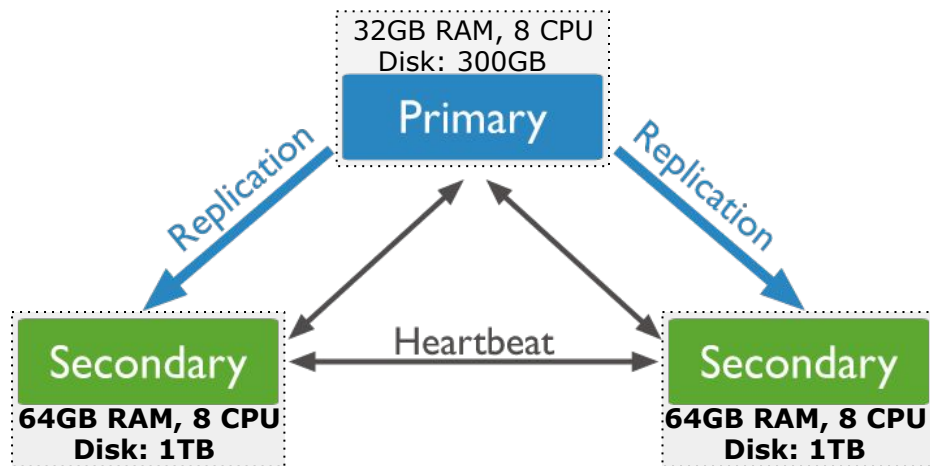 32GB RAM, 8 CPU
Disk: 300GB
Primary
Replication
Replication
Heartbeat
Secondary
64GB RAM, 8 CPU
Disk: 1TB
Secondary
64GB RAM, 8 CPU
Disk: 1TB